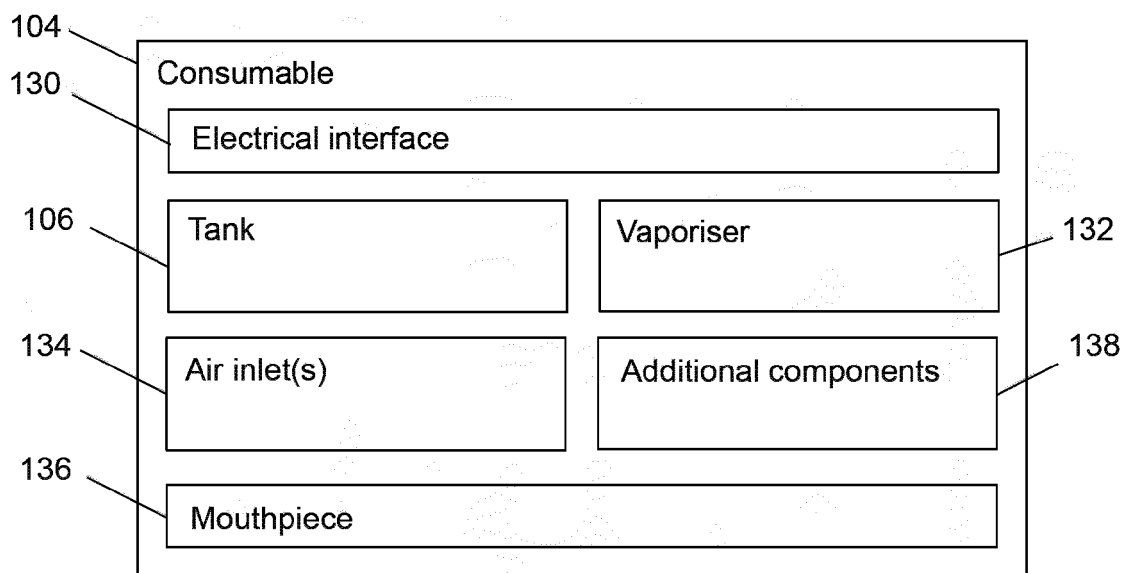 104
Consumable
130
Electrical interface
106
Tank
Vaporiser
132
134
Air inlet(s)
Additional components
138
136
Mouthpiece